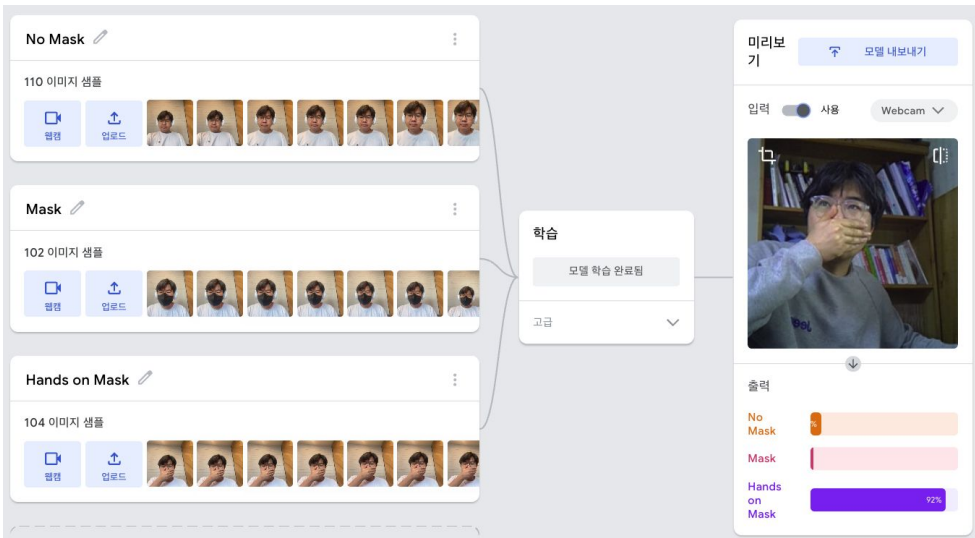 No Mask
110 이미지 샘플
웹캠
업로드
Mask
102 이미지 샘플
웹캠
업로드
Hands on Mask
104 이미지 샘플
웹캠
업로드
학습
모델 학습 완료됨
고급
미리보
기
모델 내보내기
입력
사용
Webcam
출력
No
Mask
%
Mask
Hands
on
Mask
92%